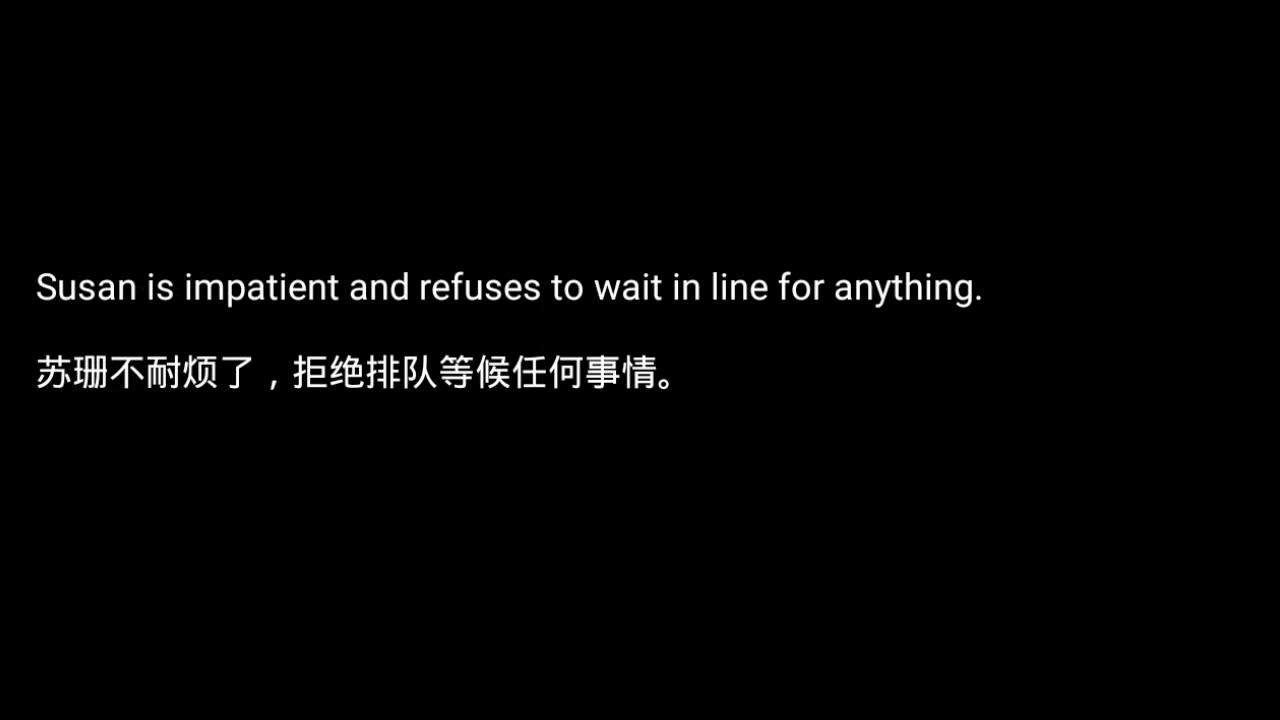 Susan is impatient and refuses to wait in line for anything.
苏珊不耐烦了，拒绝排队等候任何事情。